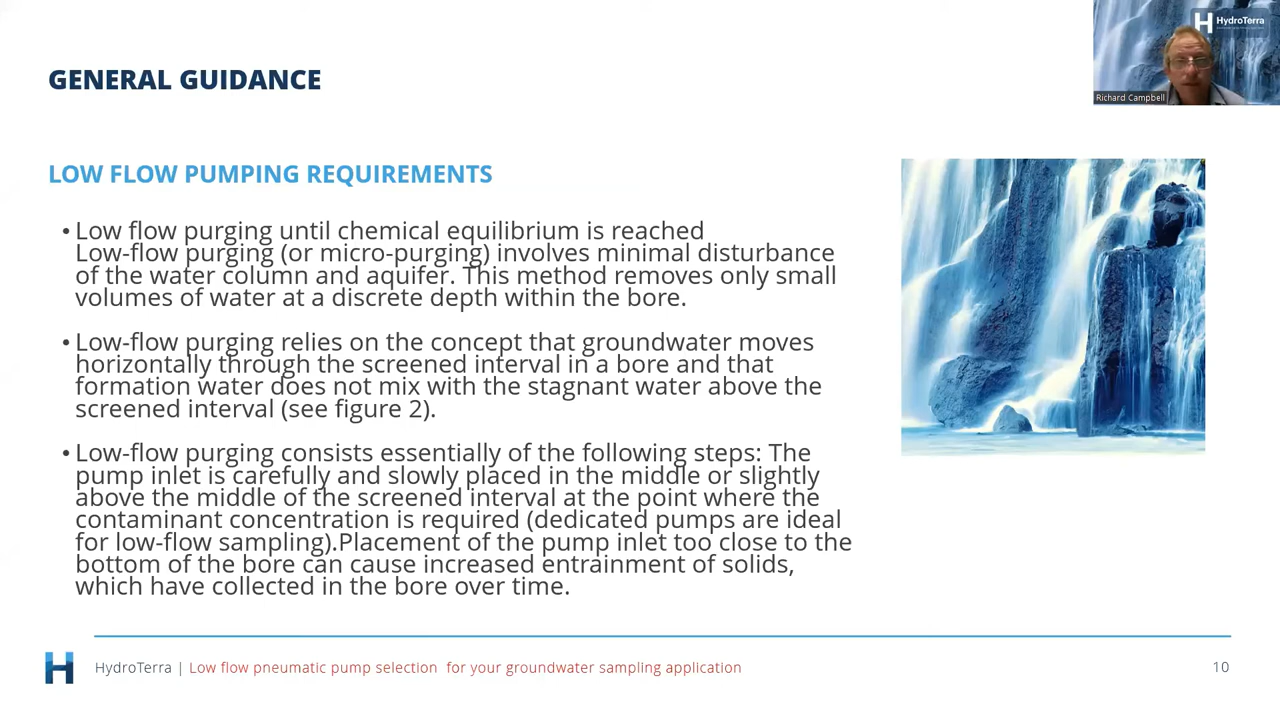 HydroTerra
Richard Campbell
GENERAL GUIDANCE
LOW FLOW PUMPING REQUIREMENTS
• Low flow purging until chemical equilibrium is reached
Low-flow purging (or micro-purging) involves minimal disturbance
of the water column and aquifer. This method removes only small
volumes of water at a discrete depth within the bore.
• Low-flow purging relies on the concept that groundwater moves
horizontally through the screened interval in a bore and that
formation water does not mix with the stagnant water above the
screened interval (see figure 2).
• Low-flow purging consists essentially of the following steps: The
pump inlet is carefully and slowly placed in the middle or slightly
above the middle of the screened interval at the point where the
contaminant concentration is required (dedicated pumps are ideal
for low-flow sampling).Placement of the pump inlet too close to the
bottom of the bore can cause increased entrainment of solids,
which have collected in the bore over time.
HydroTerra | Low flow pneumatic pump selection for your groundwater sampling application
10